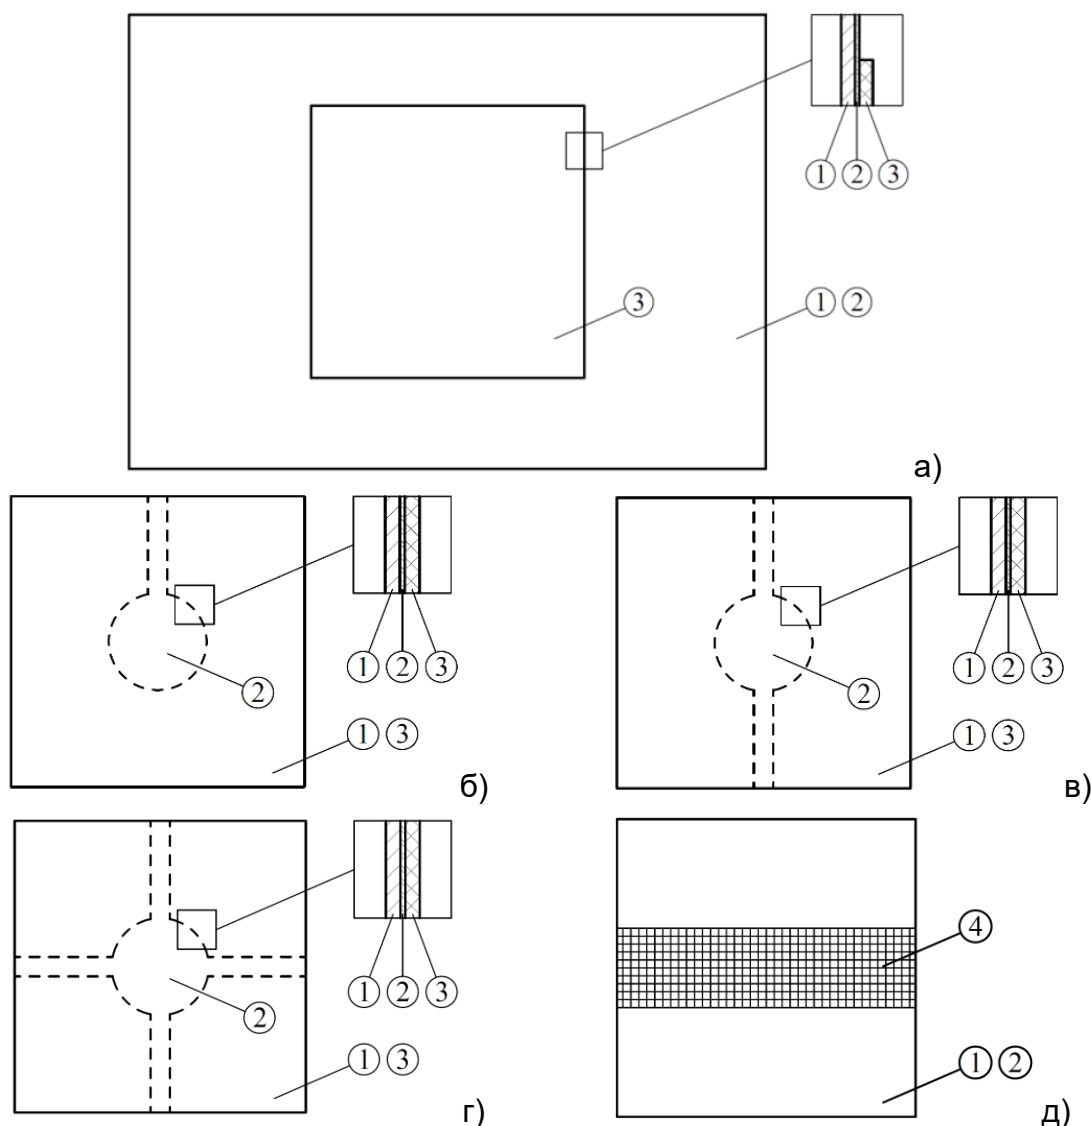 ① ② ③
③ ① ②
а)
① ② ③
① ② ③
② ②
① ③ ① ③
б) в)
① ② ③
④
②
① ③ ① ②
г) д)